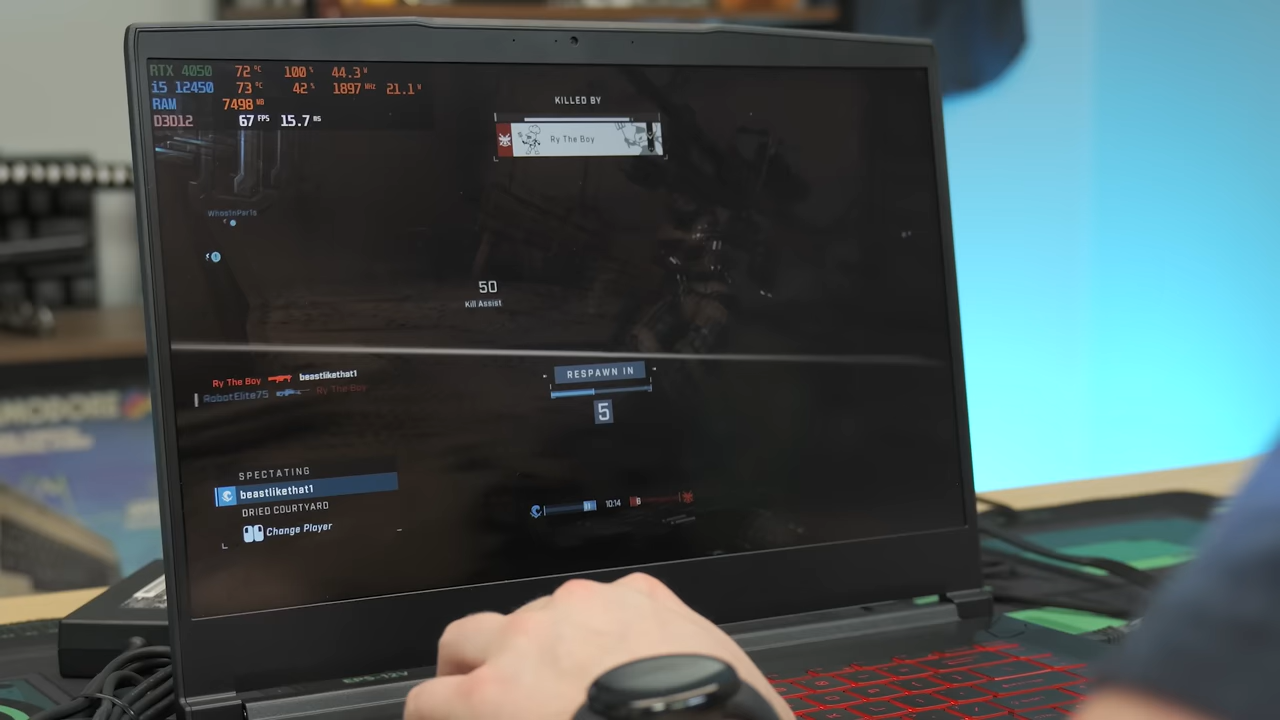 RTX 4050 72 °C 100 % 44.3 W
i5 12450 73 °C 42 % 1897 MHz 21.1 W
RAM 7498 MB
D3D12 67 FPS 15.7 ms
KILLED BY
Ry The Boy
50
Kill Assist
Ry The Boy beastlikethat1
RobotElite75 Ry The Boy
RESPAWN IN
5
SPECTATING
beastlikethat1
DRIED COURTYARD
Change Player
10:14